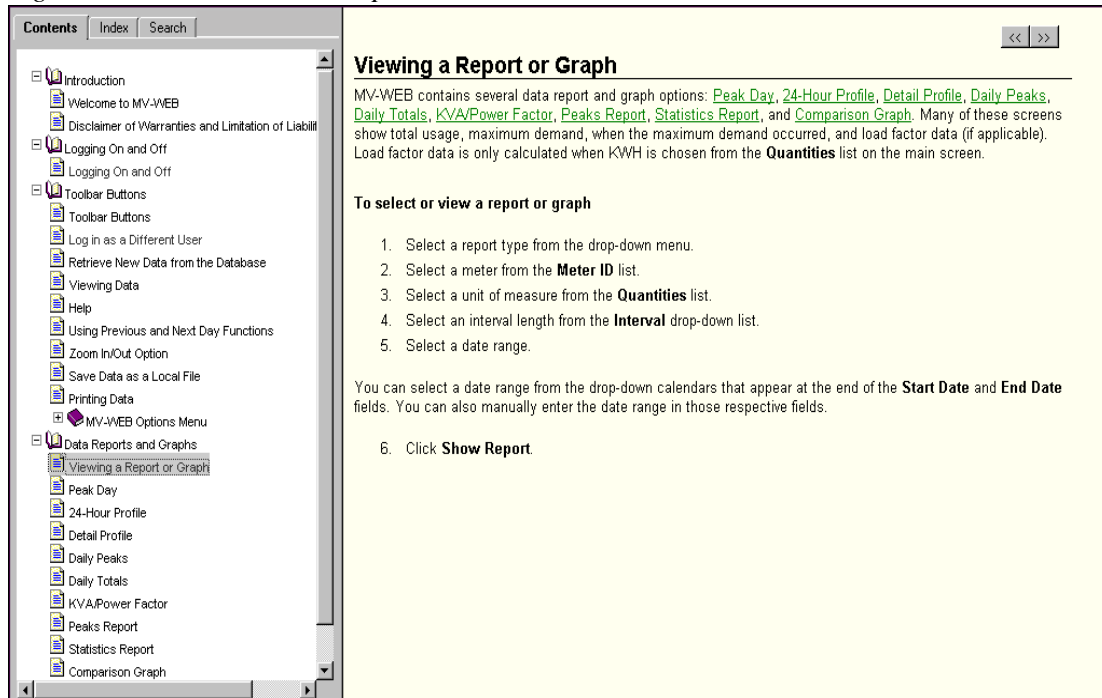 Contents Index Search
Introduction
Welcome to MV-WEB
Disclaimer of Warranties and Limitation of Liabilit
Logging On and Off
Logging On and Off
Toolbar Buttons
Toolbar Buttons
Log in as a Different User
Retrieve New Data from the Database
Viewing Data
Help
Using Previous and Next Day Functions
Zoom In/Out Option
Save Data as a Local File
Printing Data
MV-WEB Options Menu
Data Reports and Graphs
Viewing a Report or Graph
Peak Day
24-Hour Profile
Detail Profile
Daily Peaks
Daily Totals
KVA/Power Factor
Peaks Report
Statistics Report
Comparison Graph
<< >>
Viewing a Report or Graph
MV-WEB contains several data report and graph options: Peak Day, 24-Hour Profile, Detail Profile, Daily Peaks,
Daily Totals, KVA/Power Factor, Peaks Report, Statistics Report, and Comparison Graph. Many of these screens
show total usage, maximum demand, when the maximum demand occurred, and load factor data (if applicable).
Load factor data is only calculated when KWH is chosen from the Quantities list on the main screen.
To select or view a report or graph
1. Select a report type from the drop-down menu.
2. Select a meter from the Meter ID list.
3. Select a unit of measure from the Quantities list.
4. Select an interval length from the Interval drop-down list.
5. Select a date range.
You can select a date range from the drop-down calendars that appear at the end of the Start Date and End Date
fields. You can also manually enter the date range in those respective fields.
6. Click Show Report.